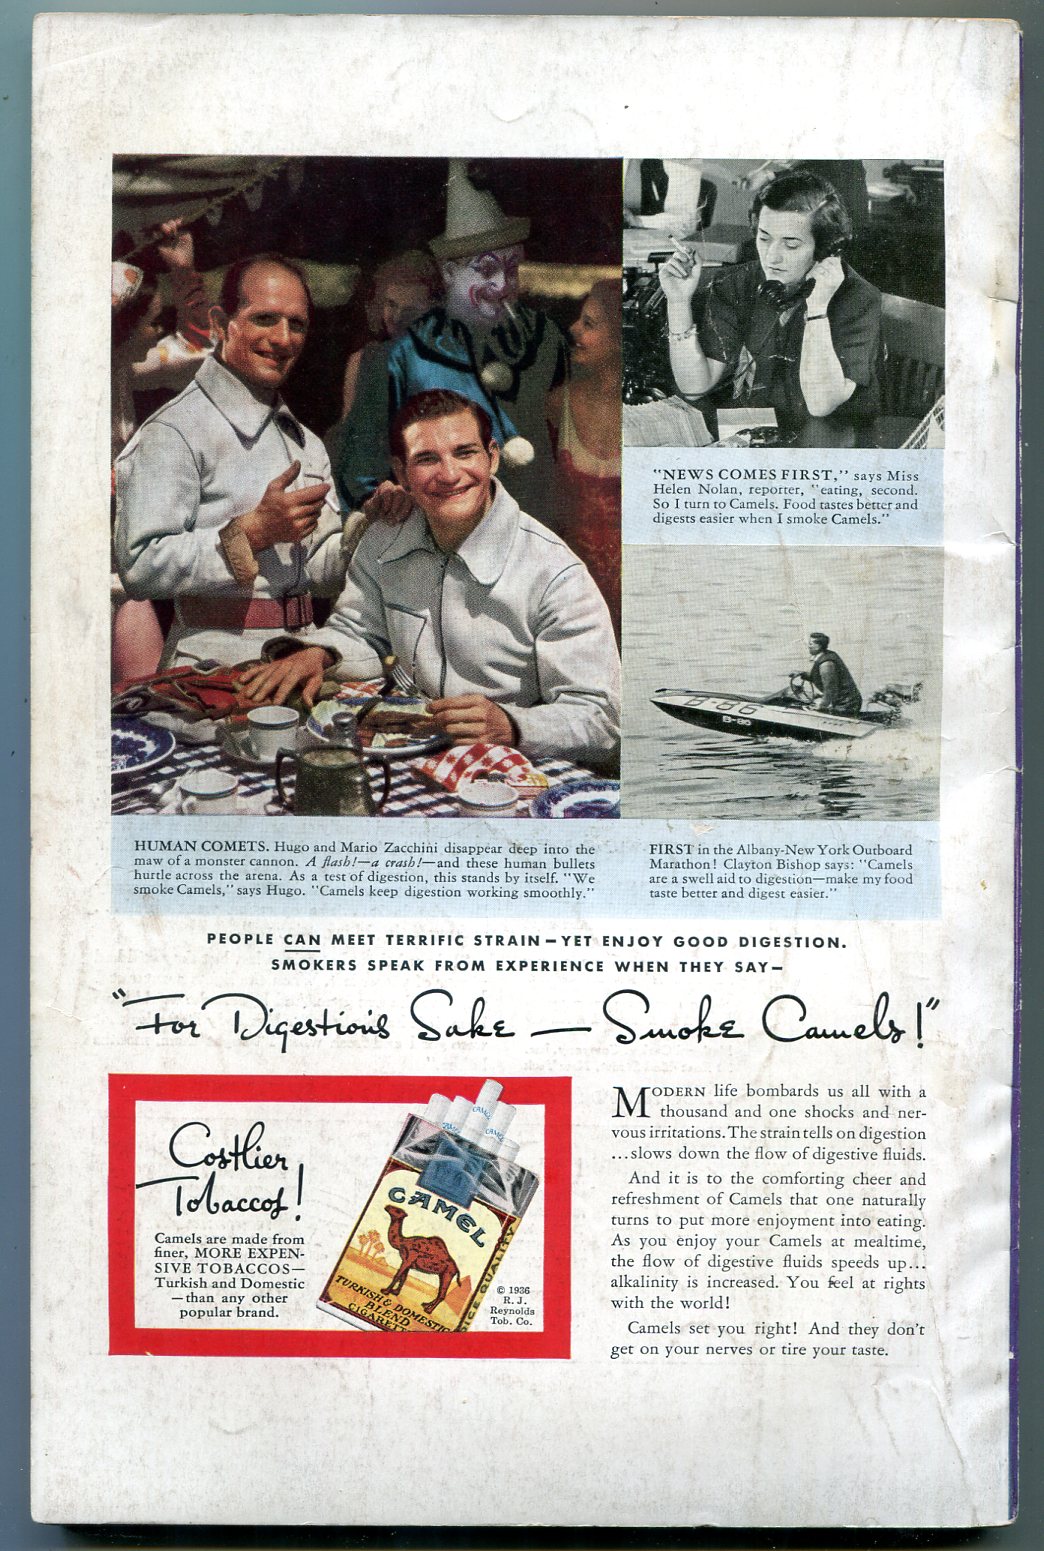 "NEWS COMES FIRST," says Miss
Helen Nolan, reporter, "eating, second.
So I turn to Camels. Food tastes better and
digests easier when I smoke Camels."
B-86
B-86
HUMAN COMETS. Hugo and Mario Zacchini disappear deep into the
maw of a monster cannon. A flash!—a crash!—and these human bullets
hurtle across the arena. As a test of digestion, this stands by itself. "We
smoke Camels," says Hugo. "Camels keep digestion working smoothly."
FIRST in the Albany-New York Outboard
Marathon! Clayton Bishop says: "Camels
are a swell aid to digestion—make my food
taste better and digest easier."
PEOPLE CAN MEET TERRIFIC STRAIN—YET ENJOY GOOD DIGESTION.
SMOKERS SPEAK FROM EXPERIENCE WHEN THEY SAY—
"For Digestion's Sake — Smoke Camels!"
Costlier
Tobaccos!
Camels are made from
finer, MORE EXPEN-
SIVE TOBACCOS—
Turkish and Domestic
—than any other
popular brand.
CAMEL
CAMEL
CAMEL
CAMEL
TURKISH & DOMESTIC
BLEND
CIGARETT
ICE QUALITY
© 1936
R. J.
Reynolds
Tob. Co.
MODERN life bombards us all with a
thousand and one shocks and ner-
vous irritations. The strain tells on digestion
...slows down the flow of digestive fluids.
And it is to the comforting cheer and
refreshment of Camels that one naturally
turns to put more enjoyment into eating.
As you enjoy your Camels at mealtime,
the flow of digestive fluids speeds up...
alkalinity is increased. You feel at rights
with the world!
Camels set you right! And they don't
get on your nerves or tire your taste.